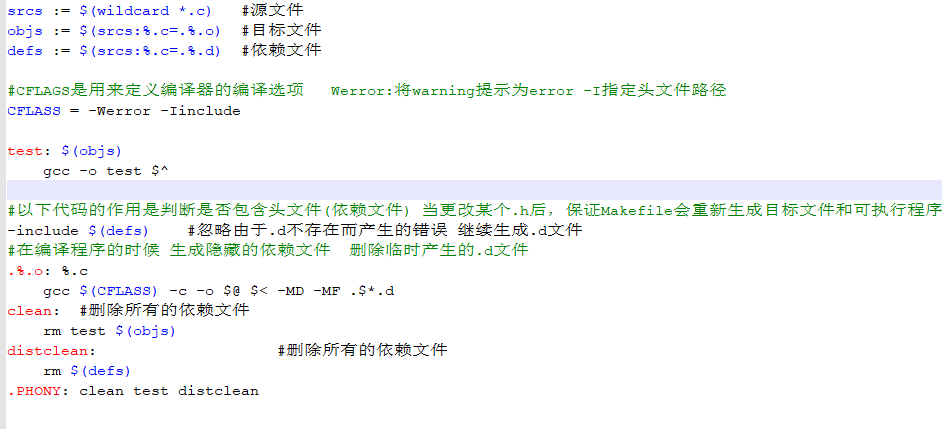 srcs := $(wildcard *.c)   #源文件
objs := $(srcs:%.c=.%.o)  #目标文件
defs := $(srcs:%.c=.%.d)  #依赖文件
#CFLAGS是用来定义编译器的编译选项   Werror:将warning提示为error -I指定头文件路径
CFLASS = -Werror -Iinclude
test: $(objs)
    gcc -o test $^
#以下代码的作用是判断是否包含头文件(依赖文件) 当更改某个.h后，保证Makefile会重新生成目标文件和可执行程序
-include $(defs)    #忽略由于.d不存在而产生的错误 继续生成.d文件
#在编译程序的时候 生成隐藏的依赖文件  删除临时产生的.d文件
.%.o: %.c
    gcc $(CFLASS) -c -o $@ $< -MD -MF .$*.d
clean:  #删除所有的依赖文件
    rm test $(objs)
distclean:                    #删除所有的依赖文件
    rm $(defs)
.PHONY: clean test distclean